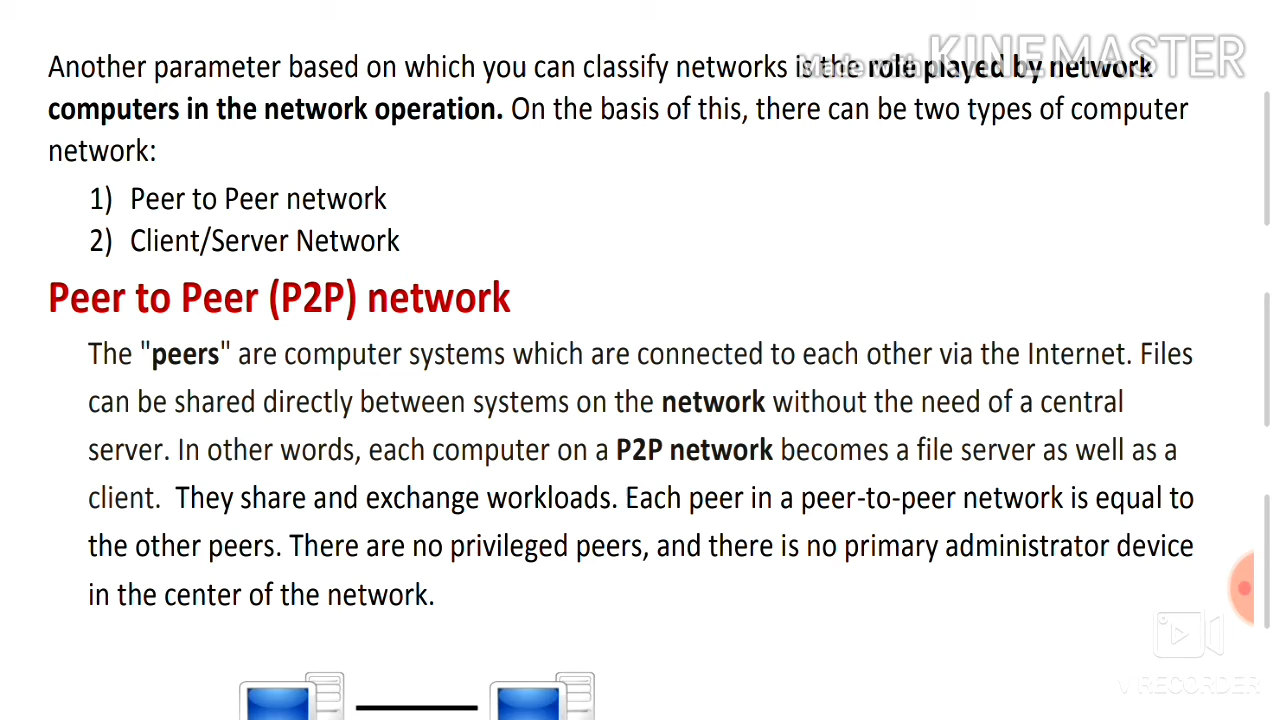 Made with KINEMASTER
Another parameter based on which you can classify networks is the role played by network
computers in the network operation. On the basis of this, there can be two types of computer
network:
1) Peer to Peer network
2) Client/Server Network
Peer to Peer (P2P) network
The "peers" are computer systems which are connected to each other via the Internet. Files
can be shared directly between systems on the network without the need of a central
server. In other words, each computer on a P2P network becomes a file server as well as a
client. They share and exchange workloads. Each peer in a peer-to-peer network is equal to
the other peers. There are no privileged peers, and there is no primary administrator device
in the center of the network.
V RECORDER